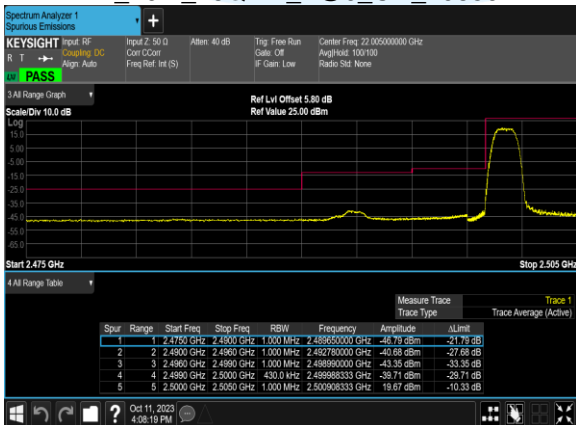 Spectrum Analyzer 1
Spurious Emissions
KEYSIGHT Input: RF Input Z: 50 Ω Atten: 40 dB Trig: Free Run Center Freq: 22.005000000 GHz
R T Coupling: DC Corr CCorr Gate: Off Avg|Hold: 100/100
Align: Auto Freq Ref: Int (S) IF Gain: Low Radio Std: None
PASS
3 All Range Graph
Ref Lvl Offset 5.80 dB
Scale/Div 10.0 dB Ref Value 25.00 dBm
Log
15.0
5.00
-5.00
-15.0
-25.0
-35.0
-45.0
-55.0
-65.0
Start 2.475 GHz Stop 2.505 GHz
4 All Range Table
Measure Trace Trace 1
Trace Type Trace Average (Active)
Spur Range Start Freq Stop Freq RBW Frequency Amplitude ΔLimit
1 1 2.4750 GHz 2.4900 GHz 1.000 MHz 2.489650000 GHz -46.79 dBm -21.79 dB
2 2 2.4900 GHz 2.4960 GHz 1.000 MHz 2.492780000 GHz -40.68 dBm -27.68 dB
3 3 2.4960 GHz 2.4990 GHz 1.000 MHz 2.498990000 GHz -43.35 dBm -33.35 dB
4 4 2.4990 GHz 2.5000 GHz 430.0 kHz 2.499988333 GHz -39.71 dBm -29.71 dB
5 5 2.5000 GHz 2.5050 GHz 1.000 MHz 2.500908333 GHz 19.67 dBm -10.33 dB
Oct 11, 2023
4:08:19 PM